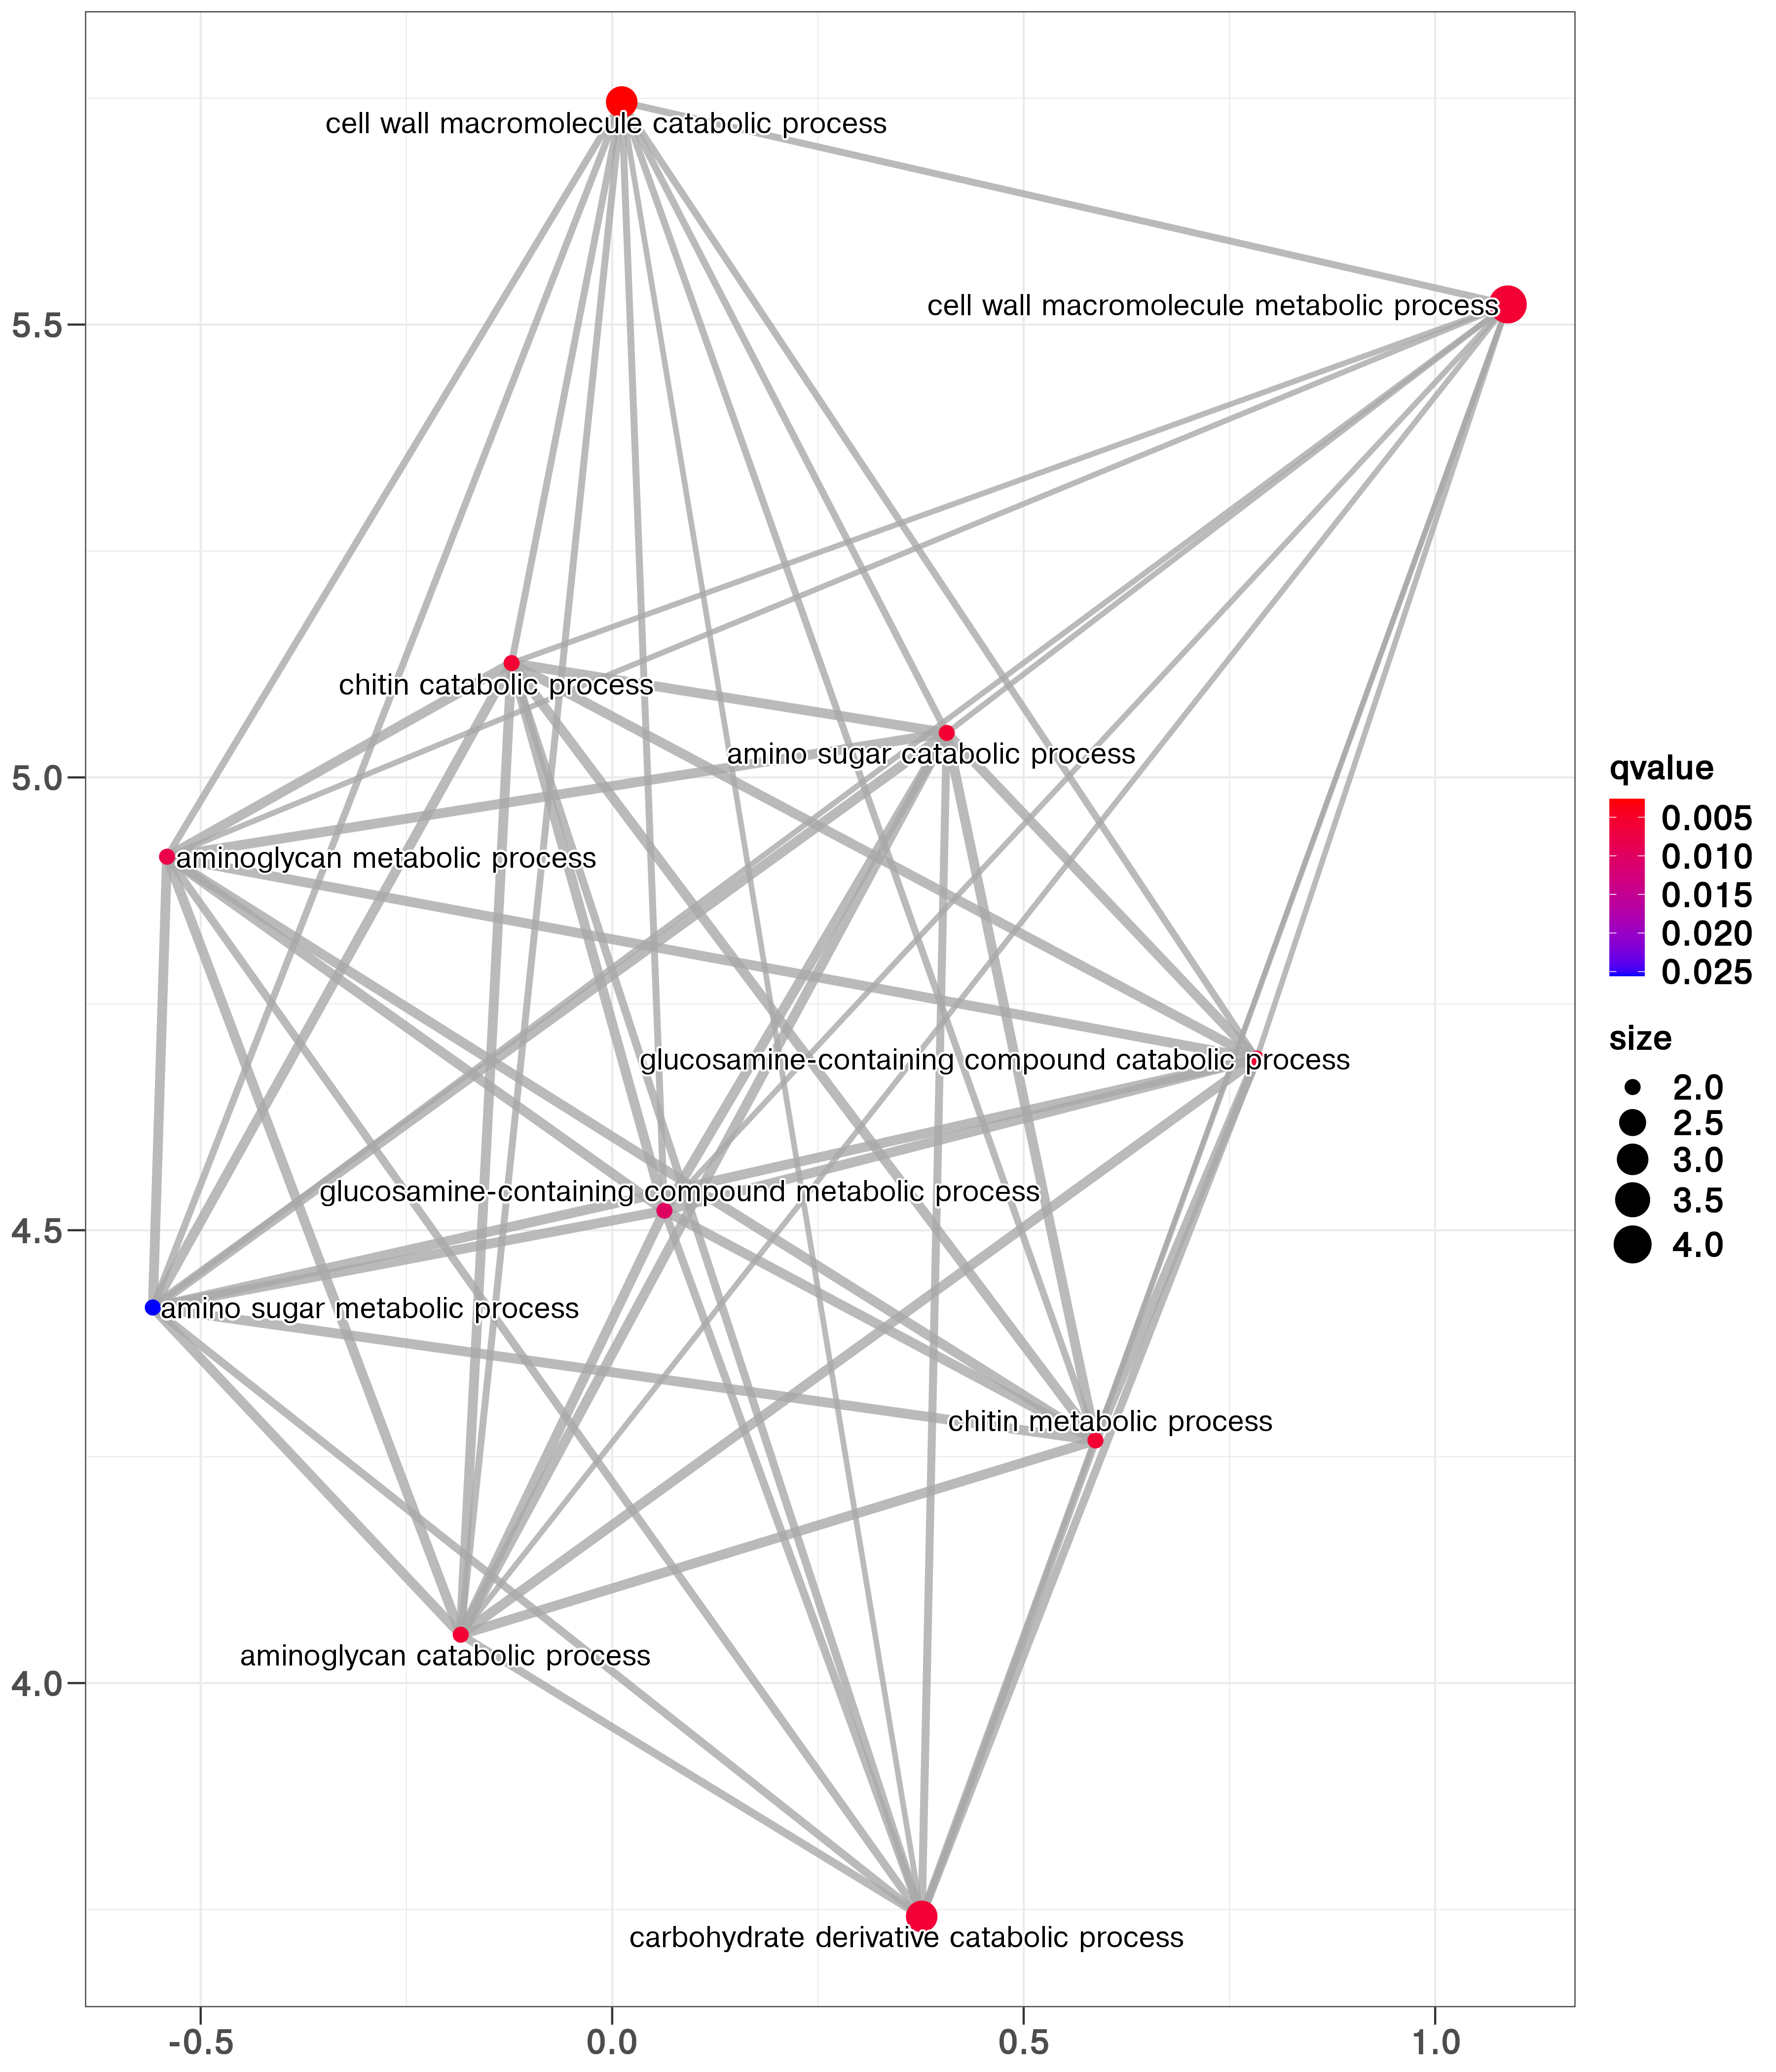 cell wall macromolecule catabolic process
cell wall macromolecule metabolic process
5.5
chitin catabolic process
amino sugar catabolic process
5.0
aminoglycan metabolic process
glucosamine-containing compound catabolic process
glucosamine-containing compound metabolic process
4.5
amino sugar metabolic process
chitin metabolic process
aminoglycan catabolic process
4.0
carbohydrate derivative catabolic process
-0.5 0.0 0.5 1.0
qvalue
0.005
0.010
0.015
0.020
0.025
size
2.0
2.5
3.0
3.5
4.0